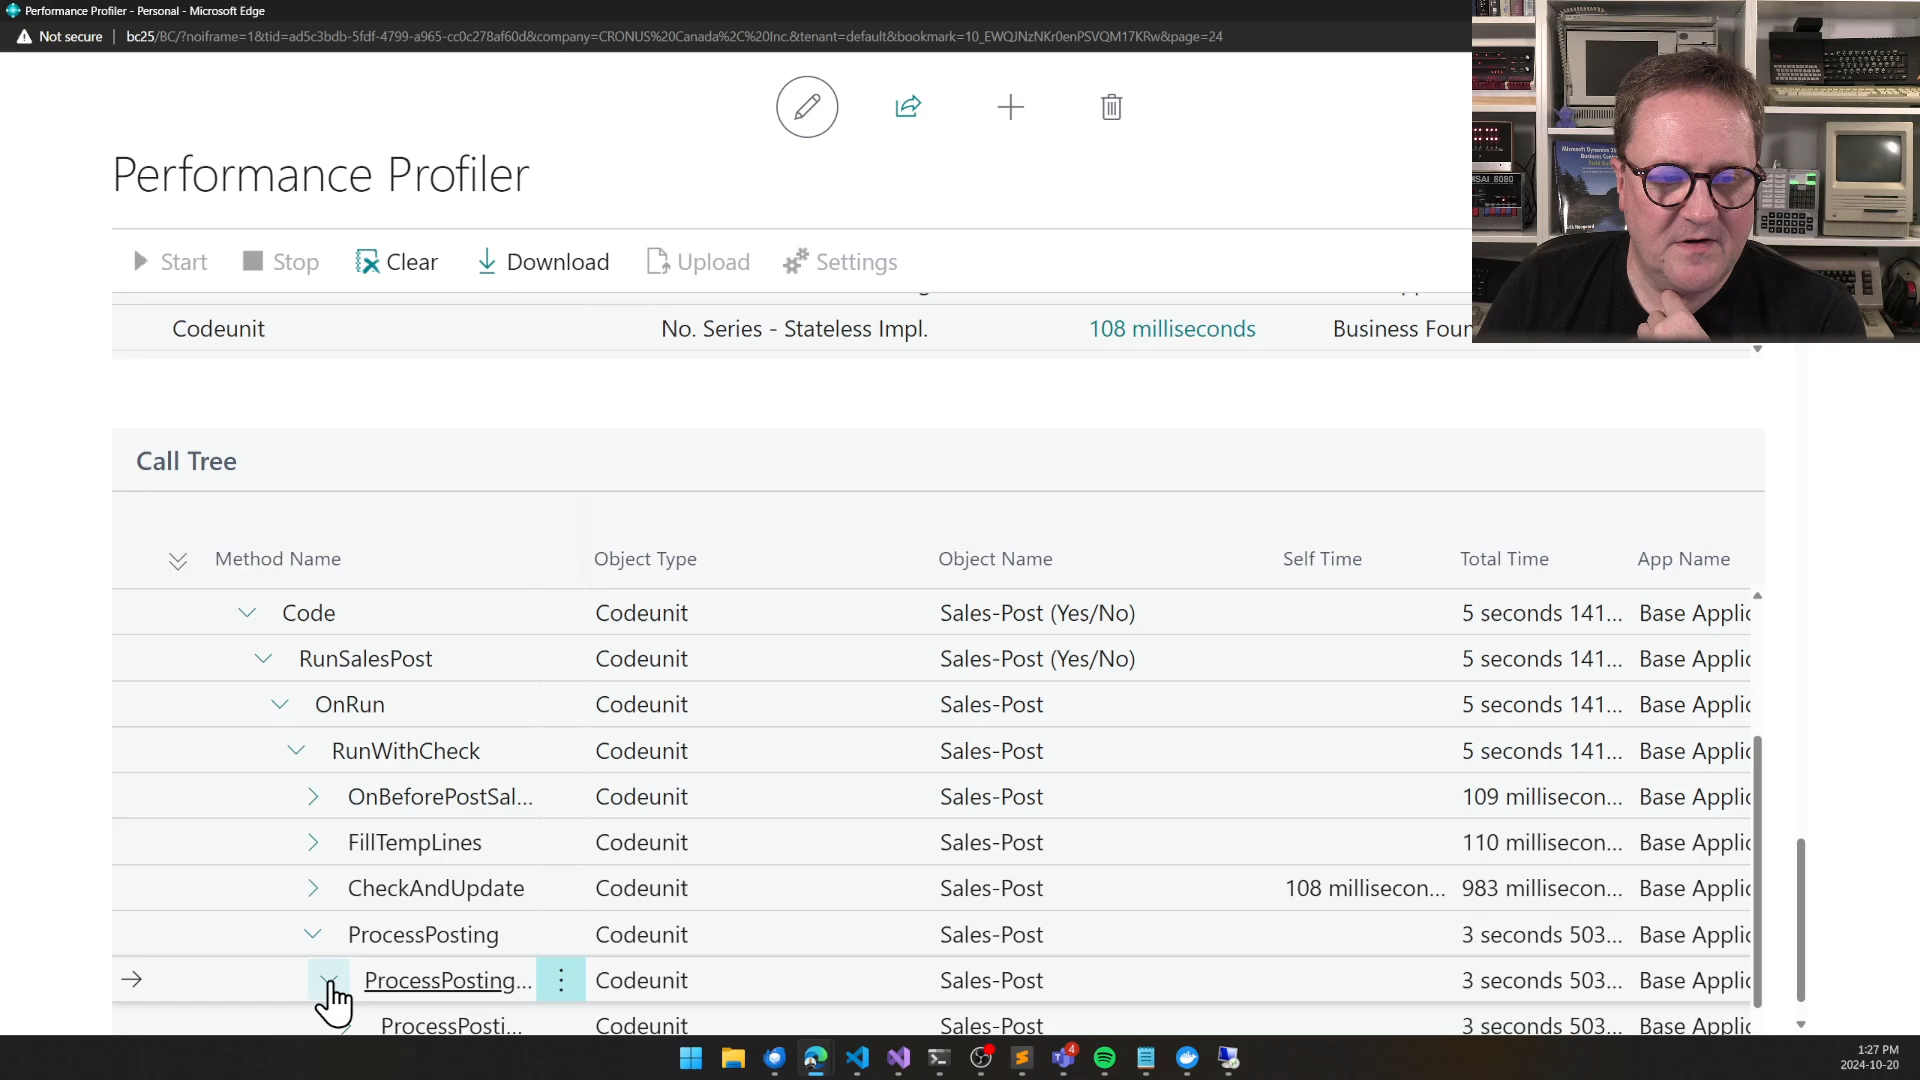 Performance Profiler - Personal - Microsoft Edge
Not secure bc25/BC/?noiframe=1&tid=ad5c3bdb-5fdf-4799-a965-cc0c278af60d&company=CRONUS%20Canada%2C%20Inc.&tenant=default&bookmark=10_EWQJNzNKr0enPSVQM17KRw&page=24
Performance Profiler
Start Stop Clear Download Upload Settings
Codeunit No. Series - Stateless Impl. 108 milliseconds Business Four
Call Tree
Method Name Object Type Object Name Self Time Total Time App Name
Code Codeunit Sales-Post (Yes/No) 5 seconds 141... Base Applic
RunSalesPost Codeunit Sales-Post (Yes/No) 5 seconds 141... Base Applic
OnRun Codeunit Sales-Post 5 seconds 141... Base Applic
RunWithCheck Codeunit Sales-Post 5 seconds 141... Base Applic
OnBeforePostSal... Codeunit Sales-Post 109 millisecon... Base Applic
FillTempLines Codeunit Sales-Post 110 millisecon... Base Applic
CheckAndUpdate Codeunit Sales-Post 108 millisecon... 983 millisecon... Base Applic
ProcessPosting Codeunit Sales-Post 3 seconds 503... Base Applic
ProcessPosting... Codeunit Sales-Post 3 seconds 503... Base Applic
ProcessPosti... Codeunit Sales-Post 3 seconds 503... Base Applic
4
1:27 PM
2024-10-20